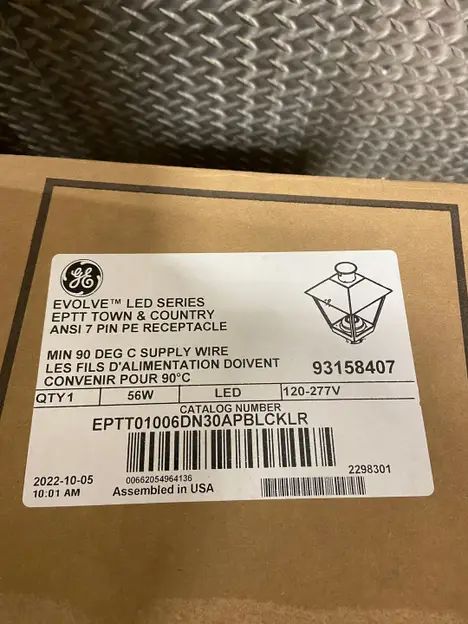 GE
EVOLVE™ LED SERIES
EPTT TOWN & COUNTRY
ANSI 7 PIN PE RECEPTACLE
MIN 90 DEG C SUPPLY WIRE
LES FILS D'ALIMENTATION DOIVENT
CONVENIR POUR 90°C
93158407
QTY 1 56W LED 120-277V
CATALOG NUMBER
EPTT01006DN30APBLCKLR
2022-10-05
10:01 AM
00662054964136
Assembled in USA
2298301